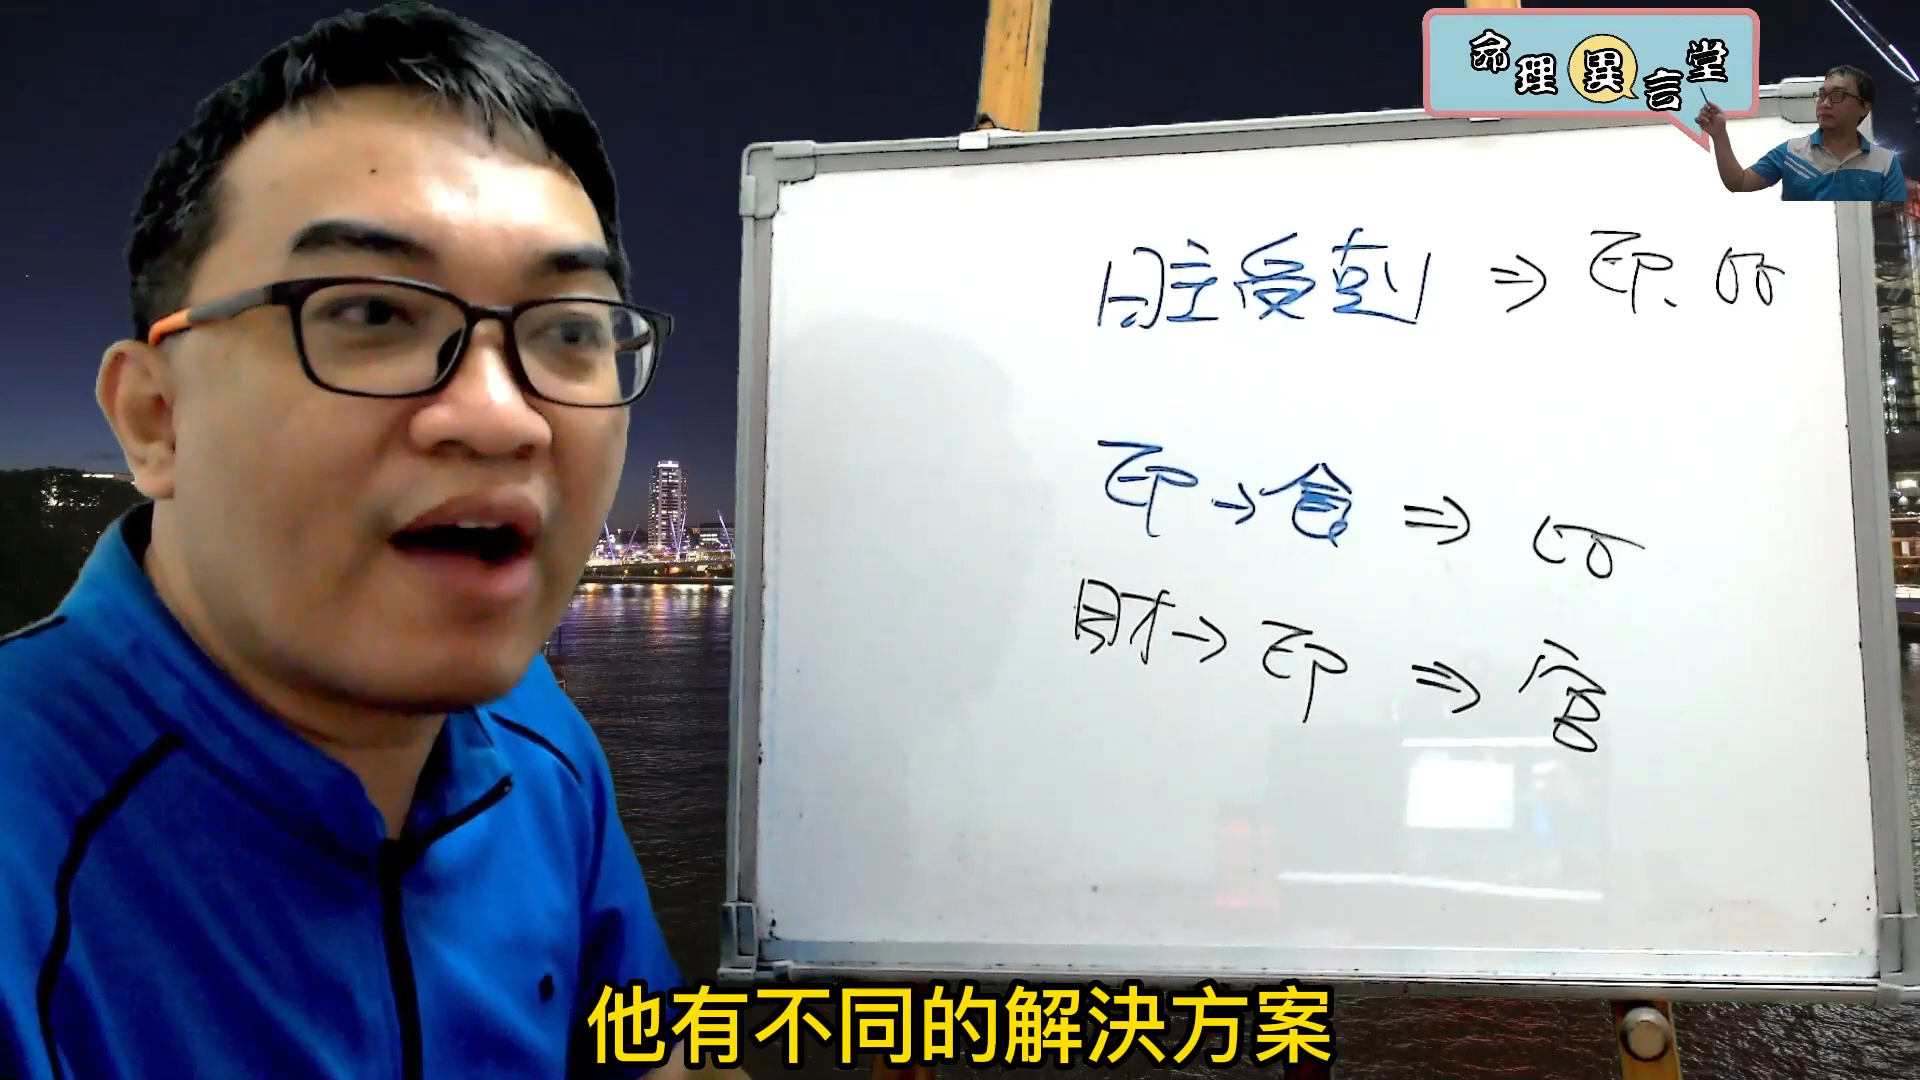 命理異言堂
日主受剋 ⇒ 印、比
印→食 ⇒ 比
財→印 ⇒ 官
他有不同的解決方案